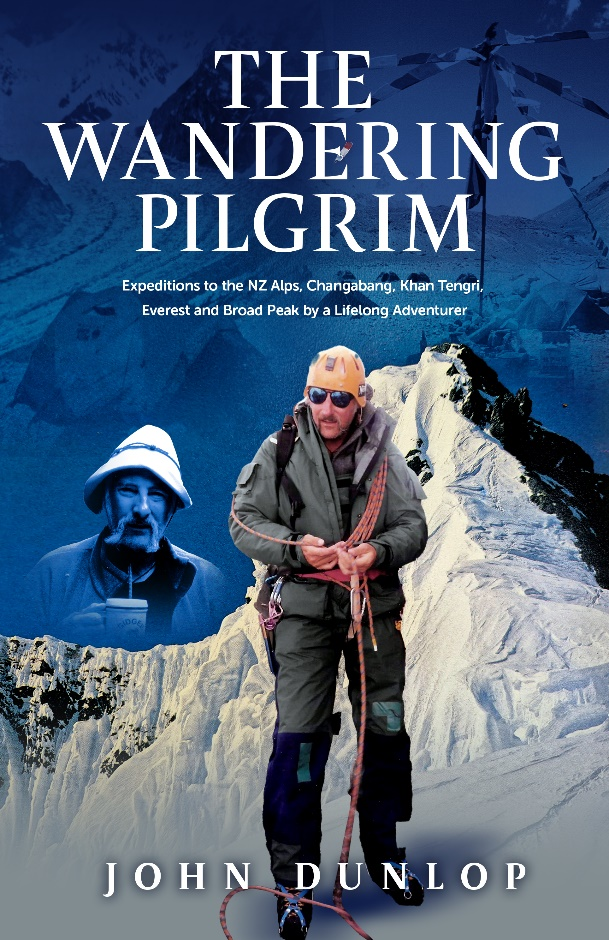 THE
WANDERING
PILGRIM
Expeditions to the NZ Alps, Changabang, Khan Tengri,
Everest and Broad Peak by a Lifelong Adventurer
JOHN DUNLOP